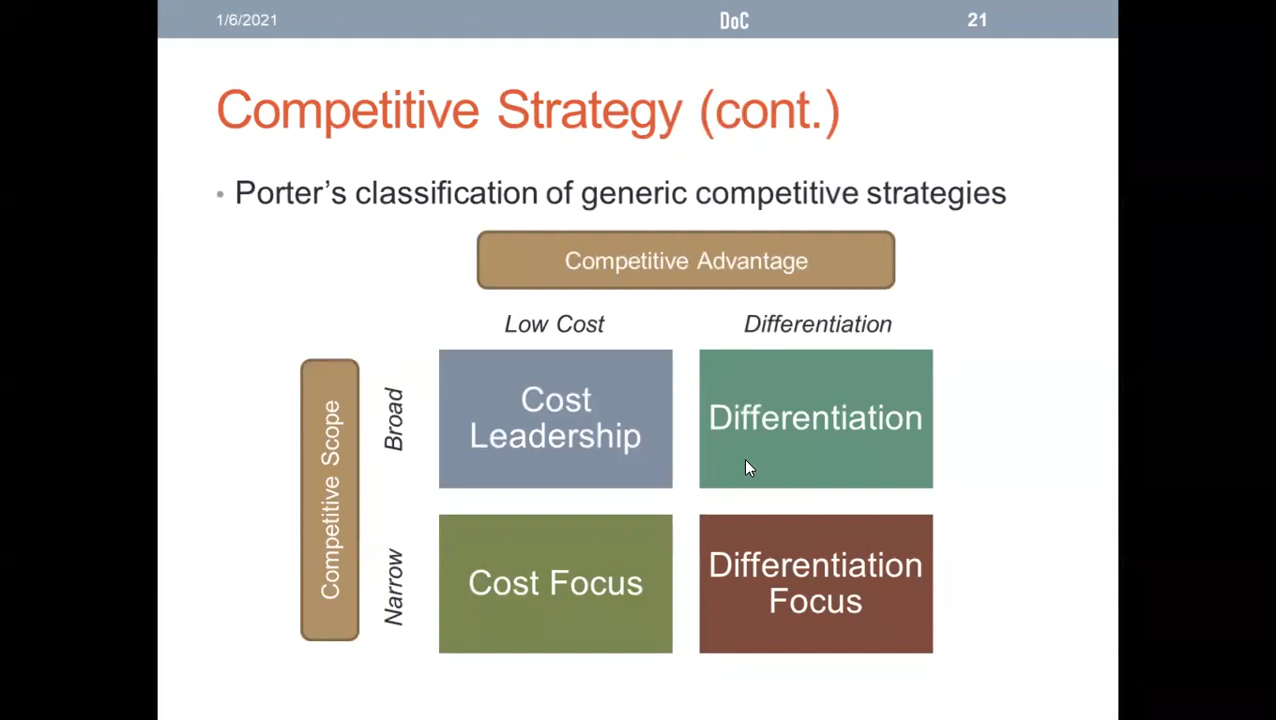 1/6/2021
DoC
21
Competitive Strategy (cont.)
• Porter’s classification of generic competitive strategies
Competitive Advantage
Low Cost
Differentiation
Competitive Scope
Broad
Cost
Leadership
Differentiation
Narrow
Cost Focus
Differentiation
Focus